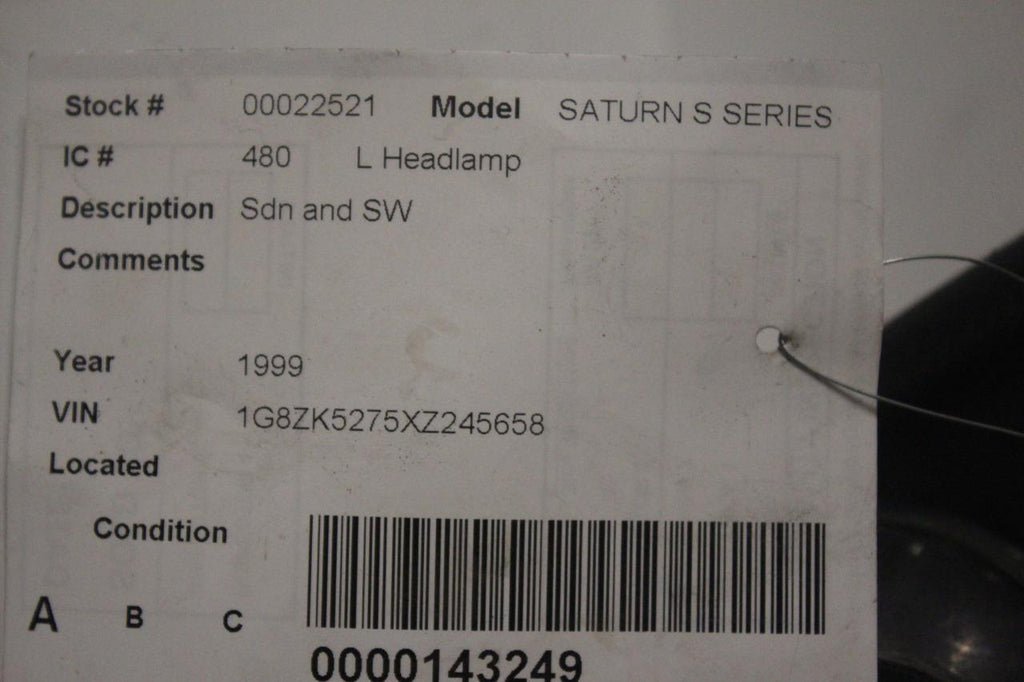 Stock # 00022521 Model SATURN S SERIES
IC # 480 L Headlamp
Description Sdn and SW
Comments
Year 1999
VIN 1G8ZK5275XZ245658
Located
Condition
A B C
0000143249